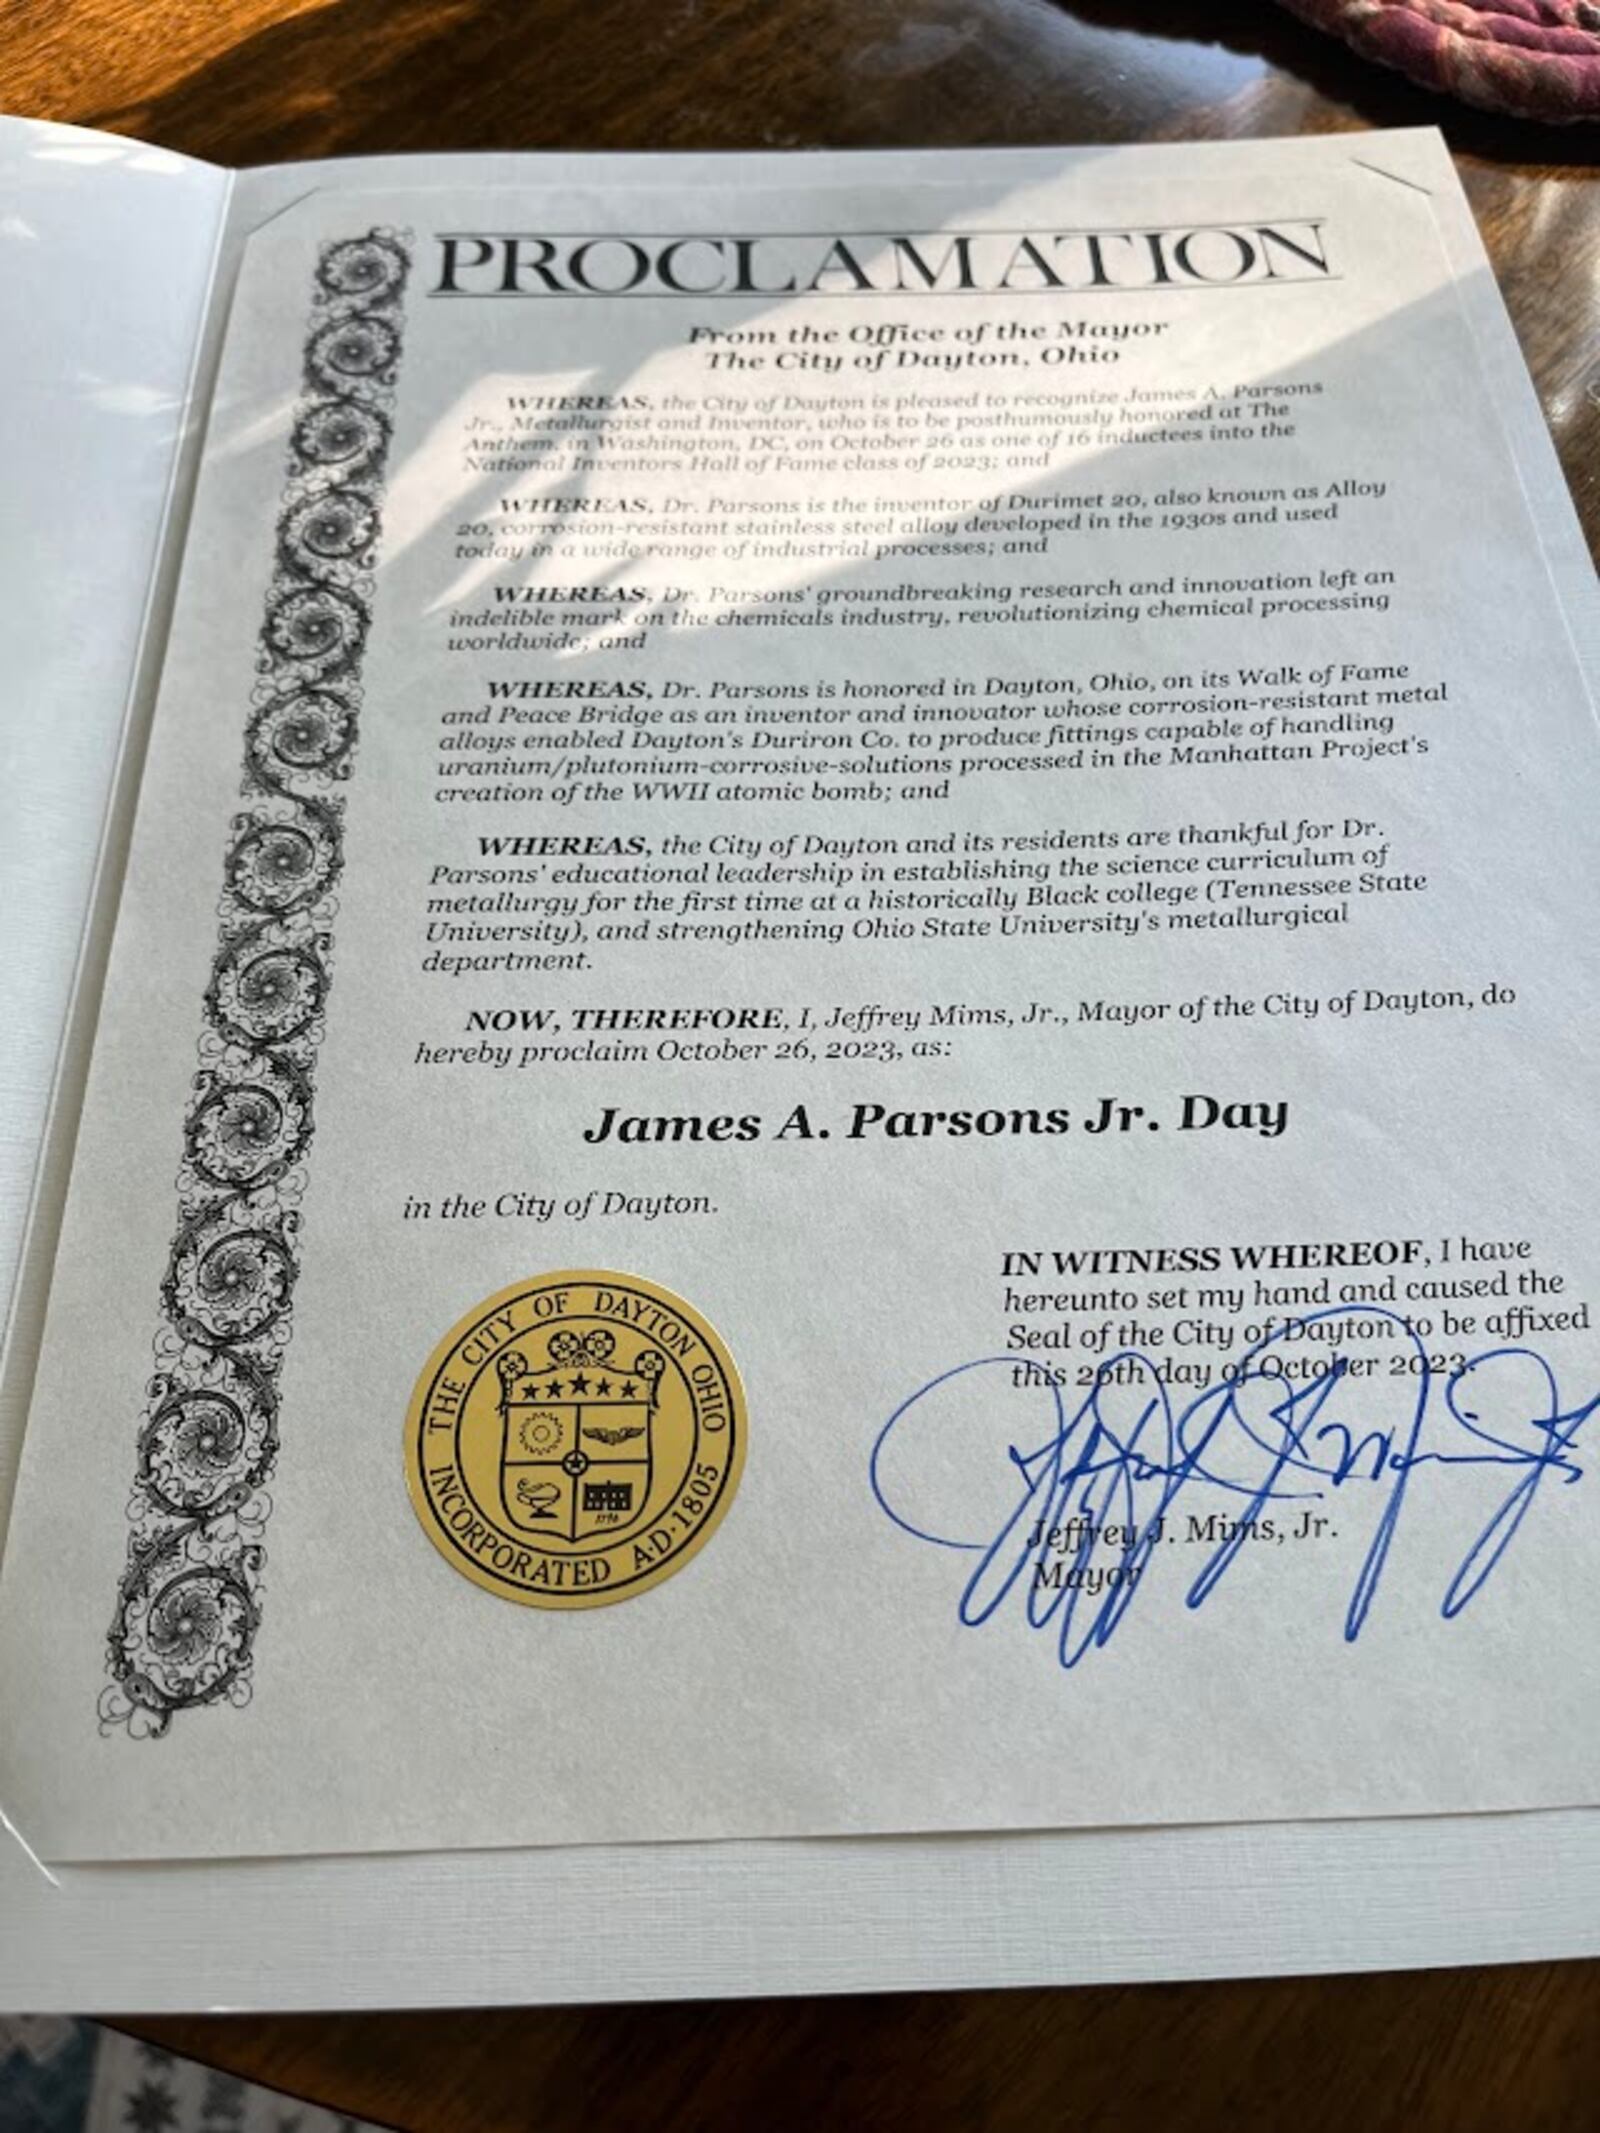 PROCLAMATION
From the Office of the Mayor
The City of Dayton, Ohio
WHEREAS, the City of Dayton is pleased to recognize James A. Parsons
Jr., Metallurgist and Inventor, who is to be posthumously honored at The
Anthem, in Washington, DC, on October 26 as one of 16 inductees into the
National Inventors Hall of Fame class of 2023; and
WHEREAS, Dr. Parsons is the inventor of Durimet 20, also known as Alloy
20, corrosion-resistant stainless steel alloy developed in the 1930s and used
today in a wide range of industrial processes; and
WHEREAS, Dr. Parsons' groundbreaking research and innovation left an
indelible mark on the chemicals industry, revolutionizing chemical processing
worldwide; and
WHEREAS, Dr. Parsons is honored in Dayton, Ohio, on its Walk of Fame
and Peace Bridge as an inventor and innovator whose corrosion-resistant metal
alloys enabled Dayton's Duriron Co. to produce fittings capable of handling
uranium/plutonium-corrosive-solutions processed in the Manhattan Project's
creation of the WWII atomic bomb; and
WHEREAS, the City of Dayton and its residents are thankful for Dr.
Parsons' educational leadership in establishing the science curriculum of
metallurgy for the first time at a historically Black college (Tennessee State
University), and strengthening Ohio State University's metallurgical
department.
NOW, THEREFORE, I, Jeffrey Mims, Jr., Mayor of the City of Dayton, do
hereby proclaim October 26, 2023, as:
James A. Parsons Jr. Day
in the City of Dayton.
IN WITNESS WHEREOF, I have
hereunto set my hand and caused the
Seal of the City of Dayton to be affixed
this 26th day of October 2023.
Jeffrey J. Mims, Jr.
Mayor
THE CITY OF DAYTON OHIO
INCORPORATED A.D. 1805
1796